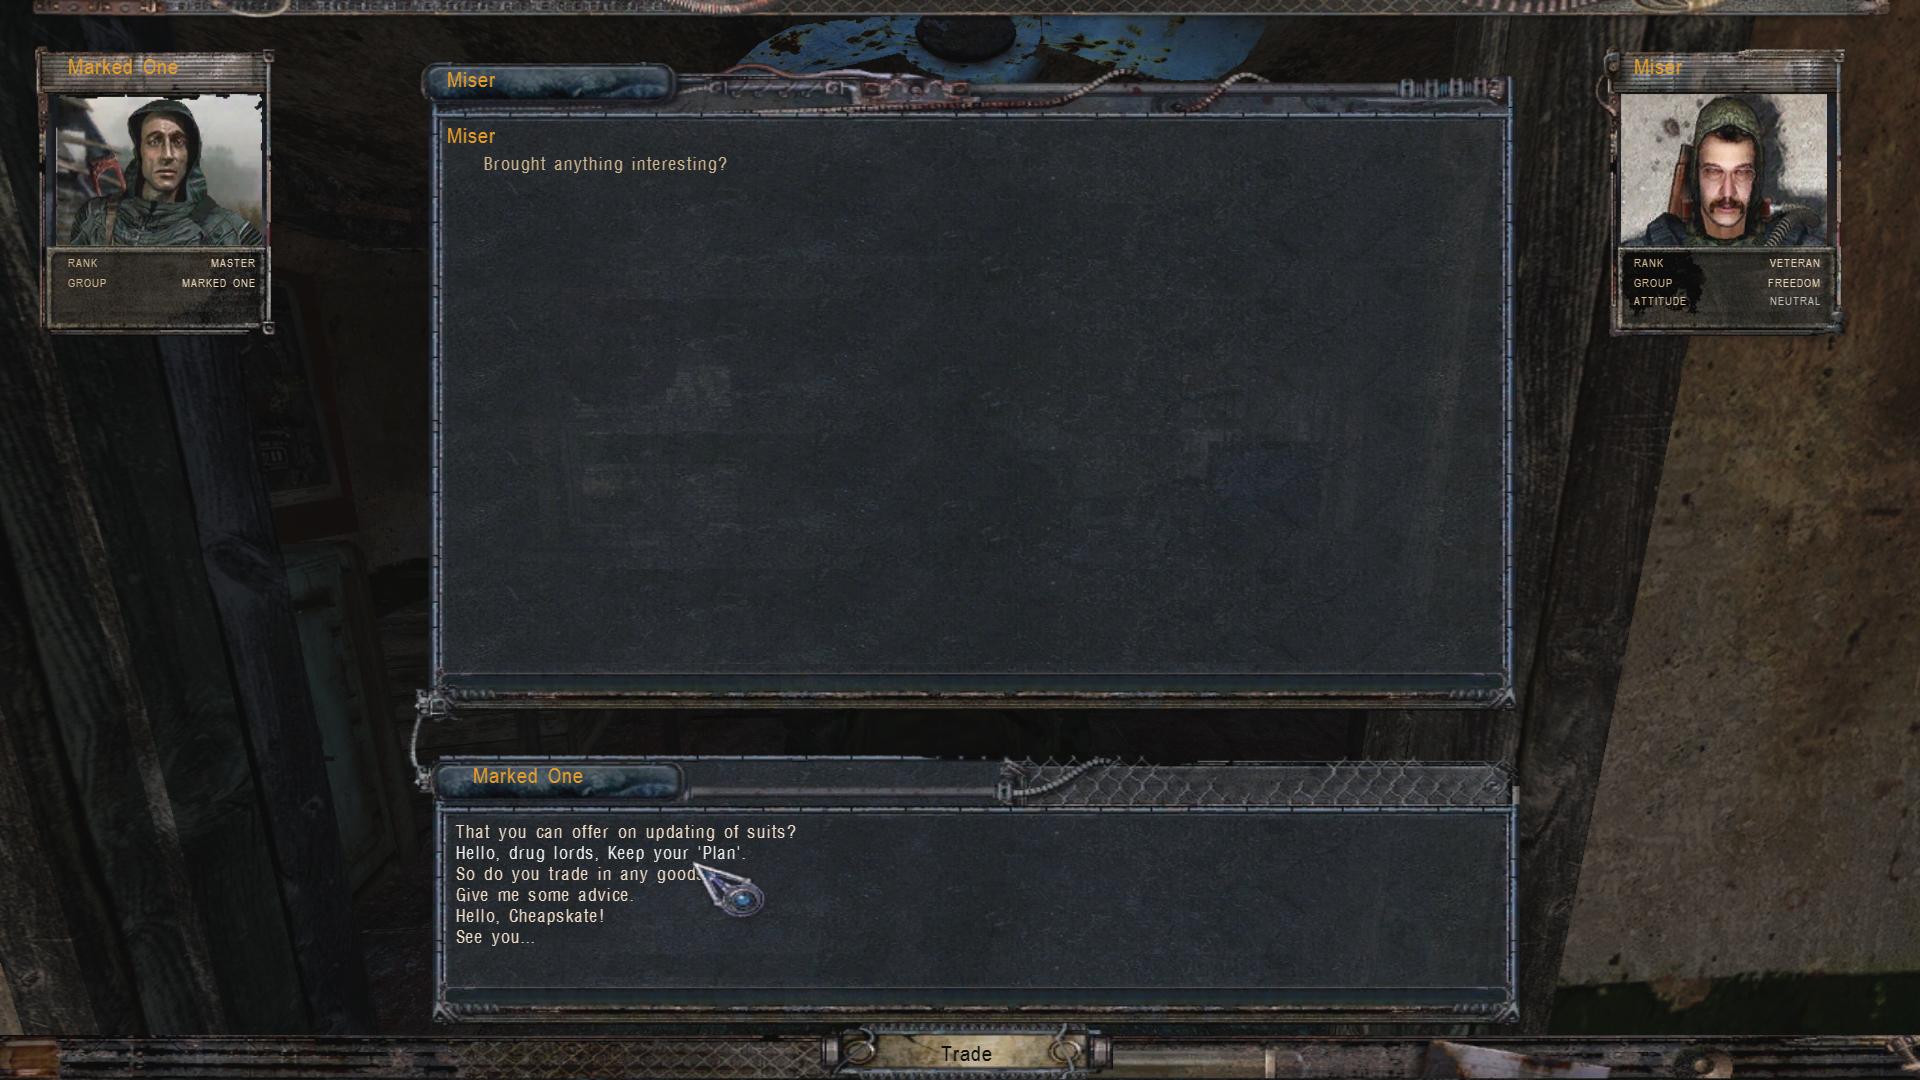 Marked One
RANK MASTER
GROUP MARKED ONE
Miser
Miser
Brought anything interesting?
Miser
RANK VETERAN
GROUP FREEDOM
ATTITUDE NEUTRAL
Marked One
That you can offer on updating of suits?
Hello, drug lords, Keep your 'Plan'.
So do you trade in any goods
Give me some advice.
Hello, Cheapskate!
See you...
Trade